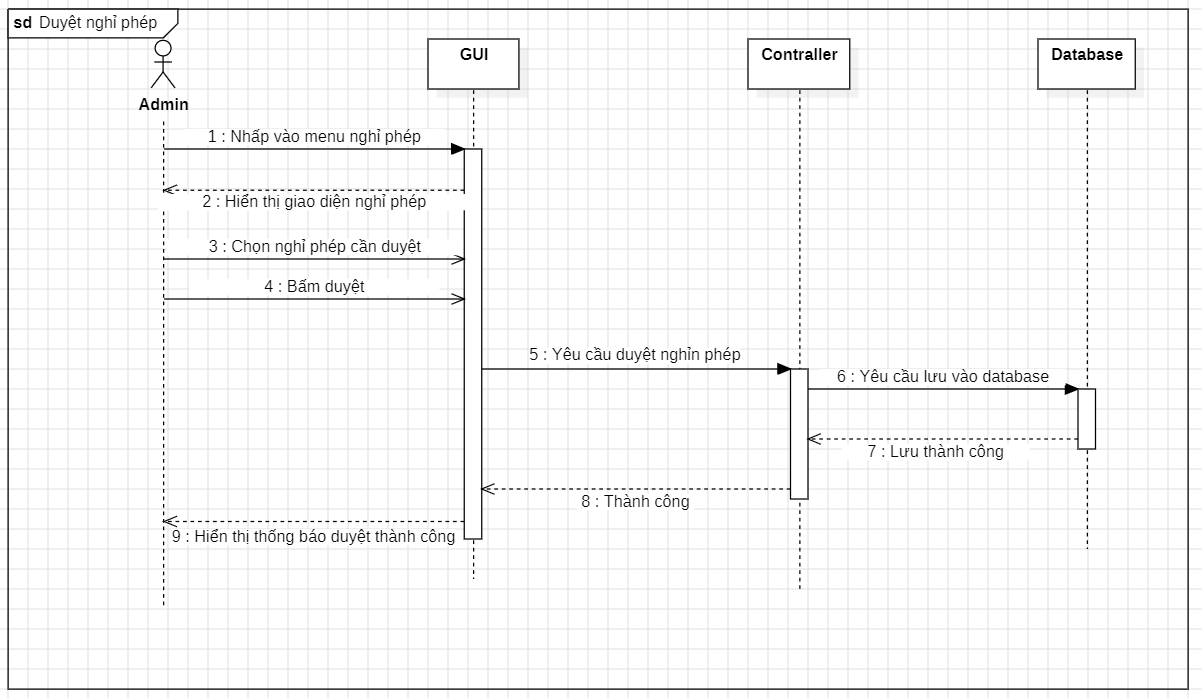 sd Duyệt nghỉ phép
Admin
GUI
Contraller
Database
1 : Nhấp vào menu nghỉ phép
2 : Hiển thị giao diện nghỉ phép
3 : Chọn nghỉ phép cần duyệt
4 : Bấm duyệt
5 : Yêu cầu duyệt nghỉn phép
6 : Yêu cầu lưu vào database
7 : Lưu thành công
8 : Thành công
9 : Hiển thị thống báo duyệt thành công